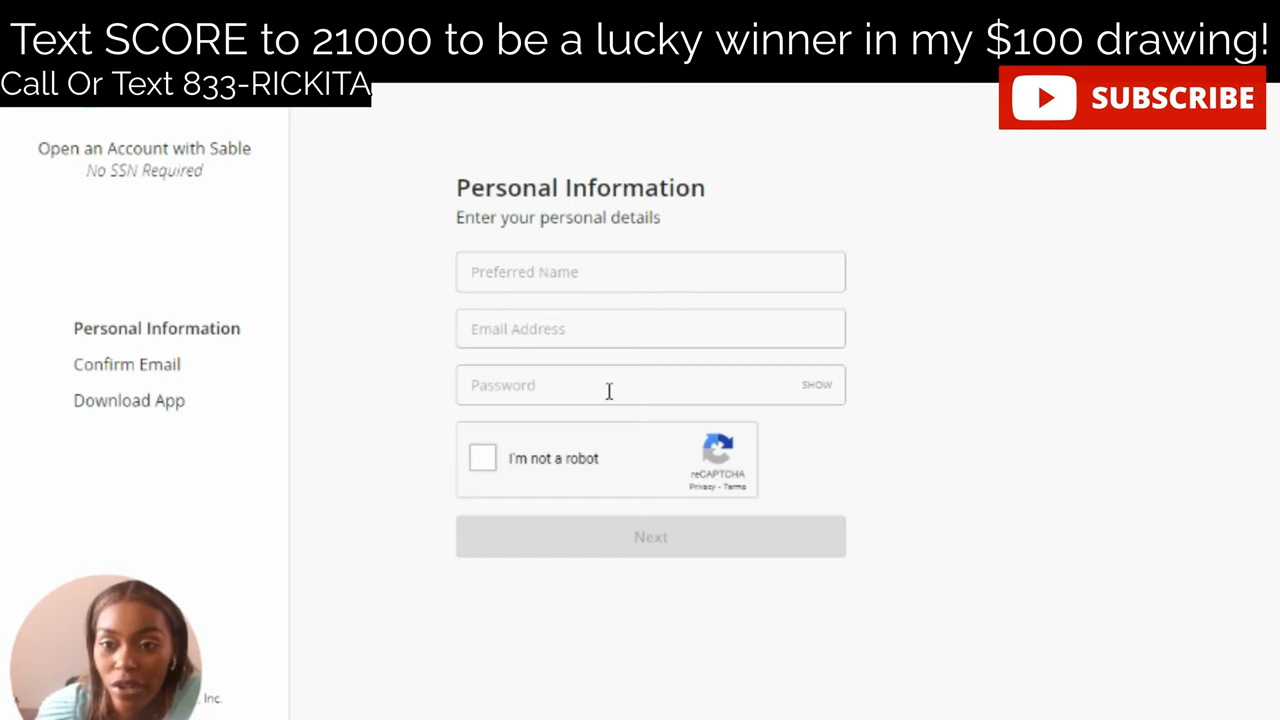 Text SCORE to 21000 to be a lucky winner in my $100 drawing!
Call Or Text 833-RICKITA
SUBSCRIBE
Open an Account with Sable
No SSN Required
Personal Information
Confirm Email
Download App
Inc.
Personal Information
Enter your personal details
Preferred Name
Email Address
Password
SHOW
I'm not a robot
reCAPTCHA
Privacy - Terms
Next